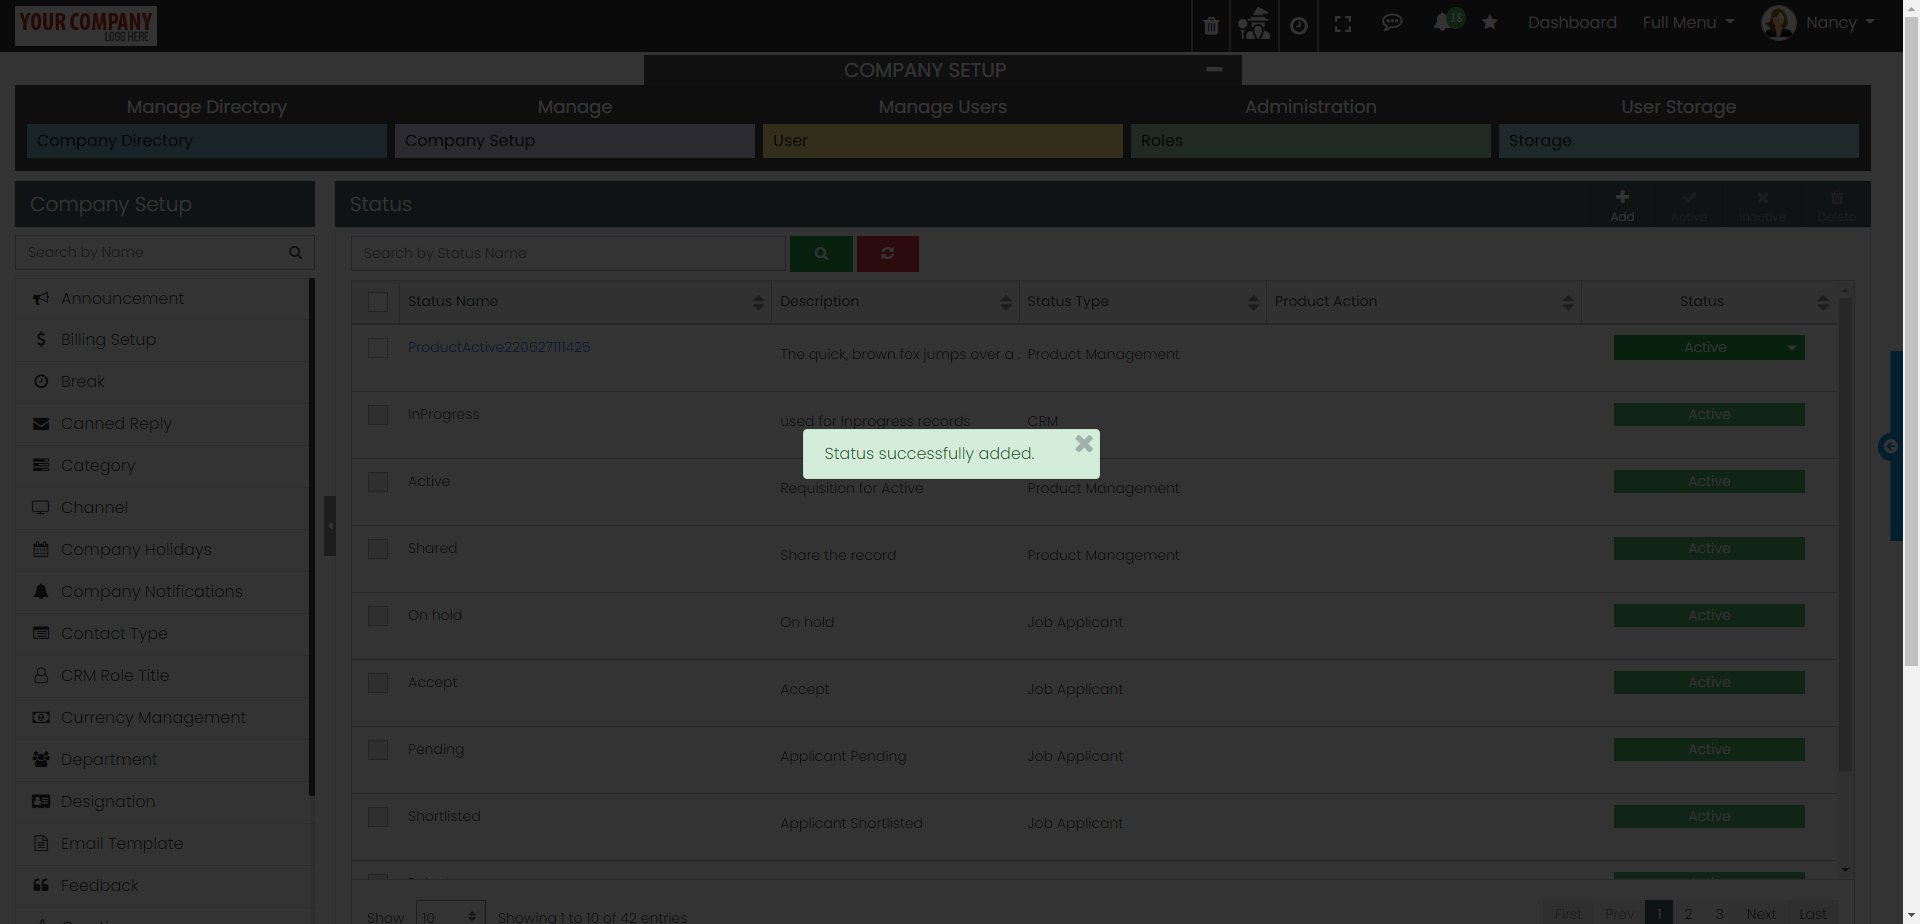 YOUR COMPANY
LOGO HERE
18
Dashboard
Full Menu
Nancy
COMPANY SETUP
Manage Directory
Manage
Manage Users
Administration
User Storage
Company Directory
Company Setup
User
Roles
Storage
Company Setup
Status
Add
Active
Inactive
Delete
Search by Name
Search by Status Name
Announcement
Billing Setup
Break
Canned Reply
Category
Channel
Company Holidays
Company Notifications
Contact Type
CRM Role Title
Currency Management
Department
Designation
Email Template
Feedback
Status Name
Description
Status Type
Product Action
Status
ProductActive220627111425
The quick, brown fox jumps over a .
Product Management
Active
InProgress
used for Inprogress records
CRM
Active
Status successfully added.
Active
Requisition for Active
Product Management
Active
Shared
Share the record
Product Management
Active
On hold
On hold
Job Applicant
Active
Accept
Accept
Job Applicant
Active
Pending
Applicant Pending
Job Applicant
Active
Shortlisted
Applicant Shortlisted
Job Applicant
Active
Show 10 Showing 1 to 10 of 42 entries
First Prev 1 2 3 Next Last